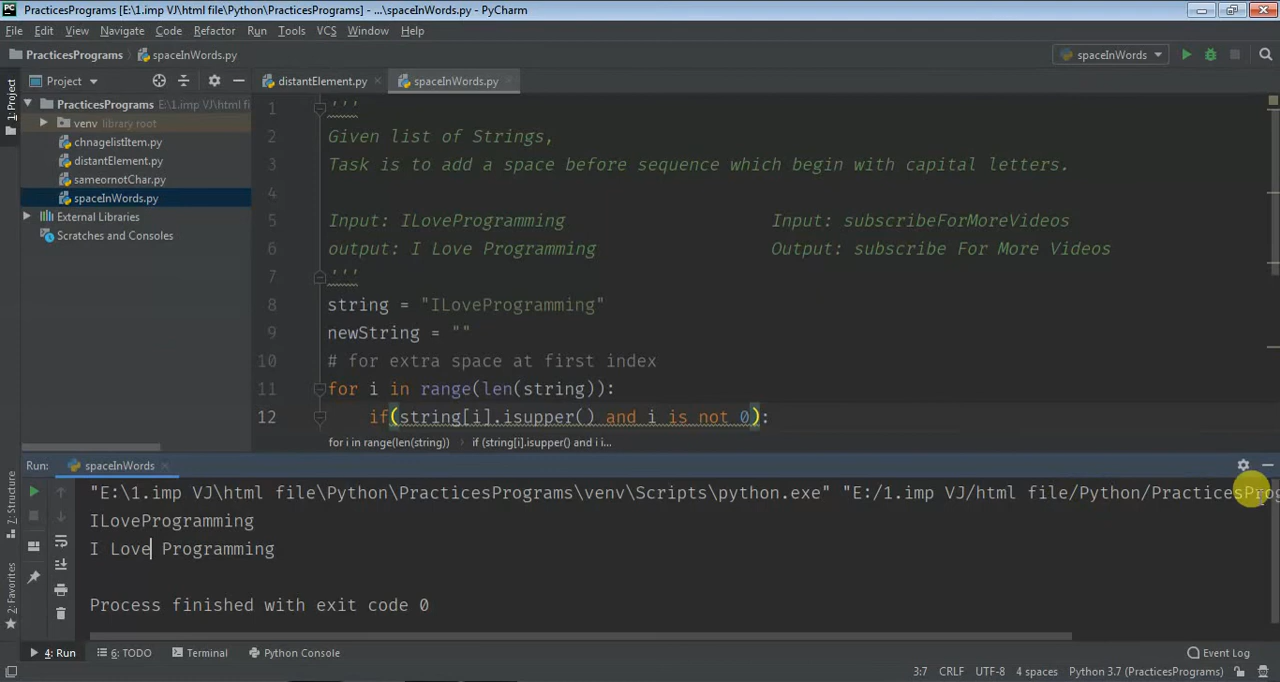 PracticesPrograms [E:\1.imp VJ\html file\Python\PracticesPrograms] - ...\spaceInWords.py - PyCharm
File Edit View Navigate Code Refactor Run Tools VCS Window Help
PracticesPrograms spaceInWords.py spaceInWords
Project distantElement.py spaceInWords.py
1: Project
PracticesPrograms E:\1.imp VJ\html fi
venv library root
chnagelistItem.py
distantElement.py
sameornotChar.py
spaceInWords.py
External Libraries
Scratches and Consoles
1 '''
2 Given list of Strings,
3 Task is to add a space before sequence which begin with capital letters.
4
5 Input: ILoveProgramming Input: subscribeForMoreVideos
6 output: I Love Programming Output: subscribe For More Videos
7 '''
8 string = "ILoveProgramming"
9 newString = ""
10 # for extra space at first index
11 for i in range(len(string)):
12 if(string[i].isupper() and i is not 0):
for i in range(len(string)) if (string[i].isupper() and i i...
Run: spaceInWords
"E:\1.imp VJ\html file\Python\PracticesPrograms\venv\Scripts\python.exe" "E:/1.imp VJ/html file/Python/PracticesProg
ILoveProgramming
I Love Programming
Process finished with exit code 0
Z: Structure
2: Favorites
4: Run 6: TODO Terminal Python Console Event Log
3:7 CRLF UTF-8 4 spaces Python 3.7 (PracticesPrograms)